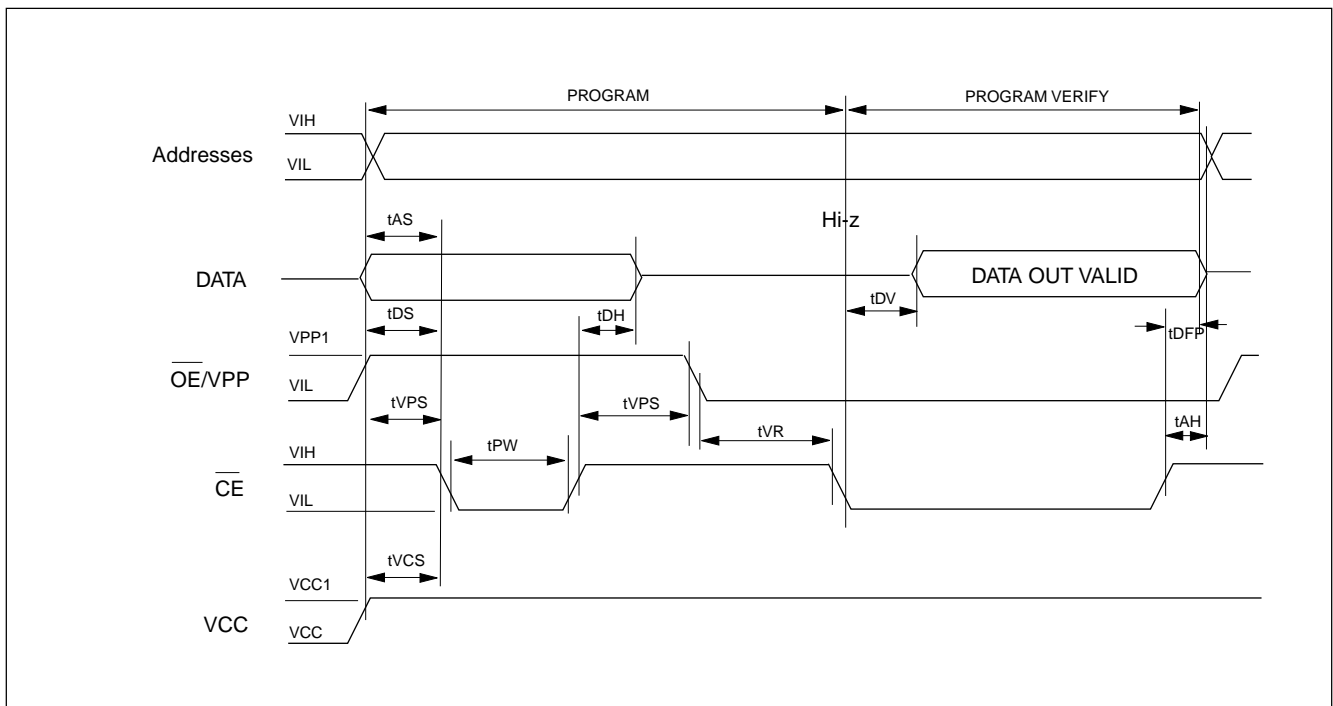 PROGRAM
PROGRAM VERIFY
VIH
Addresses
VIL
Hi-z
tAS
DATA
DATA OUT VALID
tDS
tDH
tDV
tDFP
VPP1
OE/VPP
VIL
tVPS
tVPS
tVR
tAH
tPW
VIH
CE
VIL
tVCS
VCC1
VCC
VCC